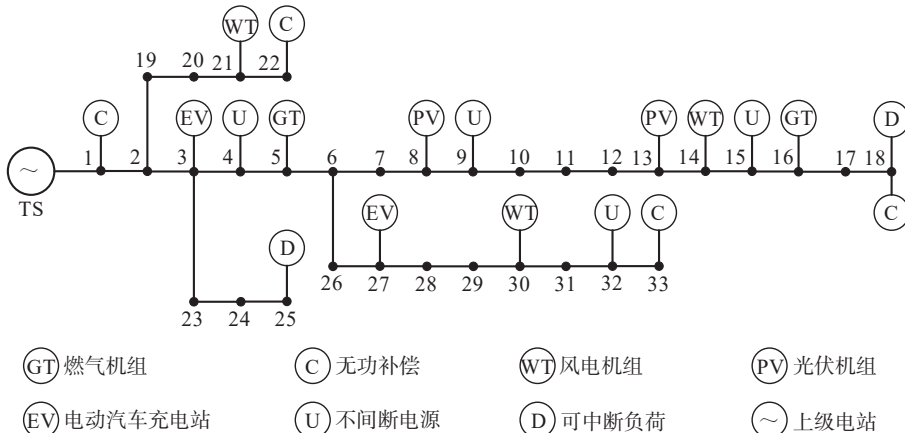 WT C
19 20 21 22
C EV U GT PV U PV WT U GT D
1 2 3 4 5 6 7 8 9 10 11 12 13 14 15 16 17 18
~
TS
EV WT U C C
D
26 27 28 29 30 31 32 33
23 24 25
GT 燃气机组 C 无功补偿 WT 风电机组 PV 光伏机组
EV 电动汽车充电站 U 不间断电源 D 可中断负荷 ~ 上级电站